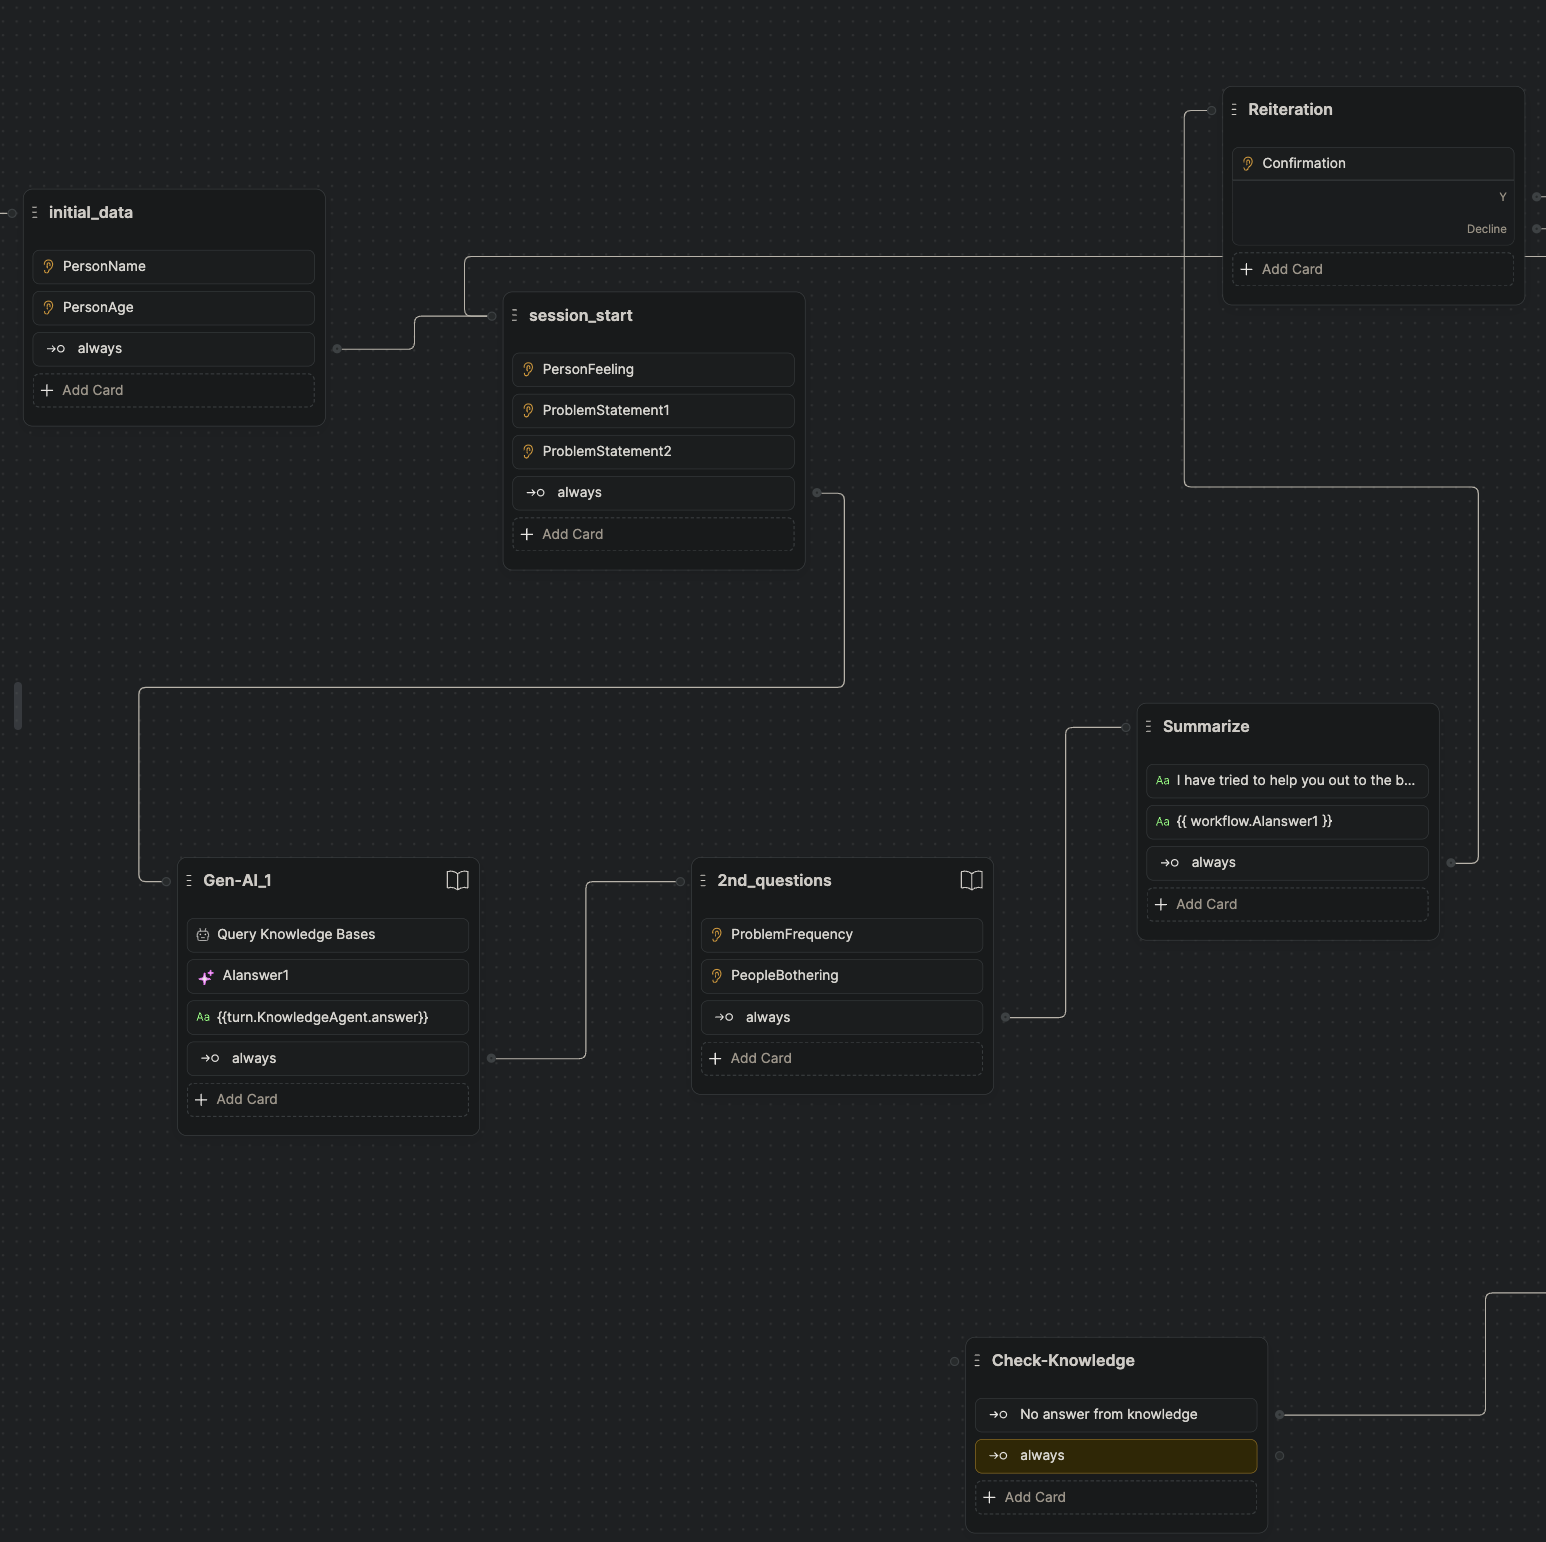 Reiteration
Confirmation
Y
Decline
Add Card
initial_data
PersonName
PersonAge
always
Add Card
session_start
PersonFeeling
ProblemStatement1
ProblemStatement2
always
Add Card
Summarize
Aa I have tried to help you out to the b...
Aa {{ workflow.AIanswer1 }}
always
Add Card
Gen-AI_1
Query Knowledge Bases
AIanswer1
Aa {{turn.KnowledgeAgent.answer}}
always
Add Card
2nd_questions
ProblemFrequency
PeopleBothering
always
Add Card
Check-Knowledge
No answer from knowledge
always
Add Card